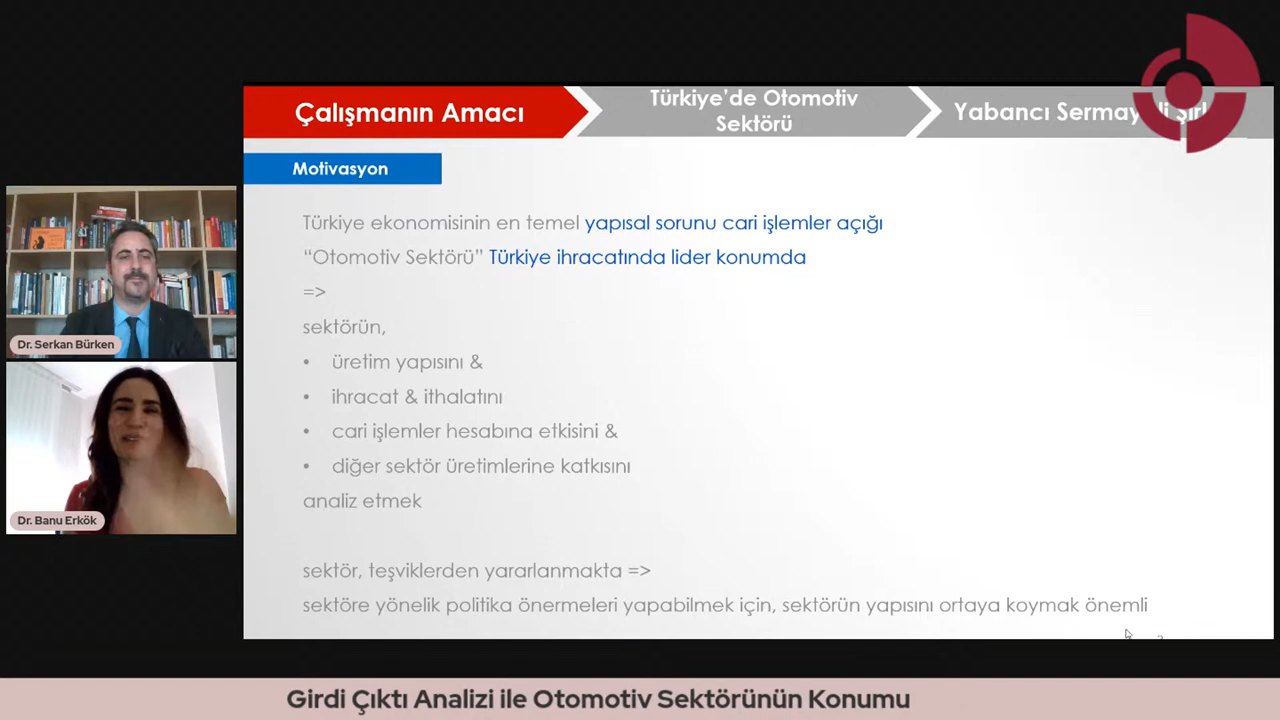 Çalışmanın Amacı
Türkiye’de Otomotiv
Sektörü
Yabancı
Motivasyon
Türkiye ekonomisinin en temel yapısal sorunu cari işlemler açığı
“Otomotiv Sektörü” Türkiye ihracatında lider konumda
=>
sektörün,
• üretim yapısını &
• ihracat & ithalatını
• cari işlemler hesabına etkisini &
• diğer sektör üretimlerine katkısını
analiz etmek
sektör, teşviklerden yararlanmakta =>
sektöre yönelik politika önermeleri yapabilmek için, sektörün yapısını ortaya koymak önemli
Dr. Serkan Bürken
Dr. Banu Erkök
Girdi Çıktı Analizi ile Otomotiv Sektörünün Konumu